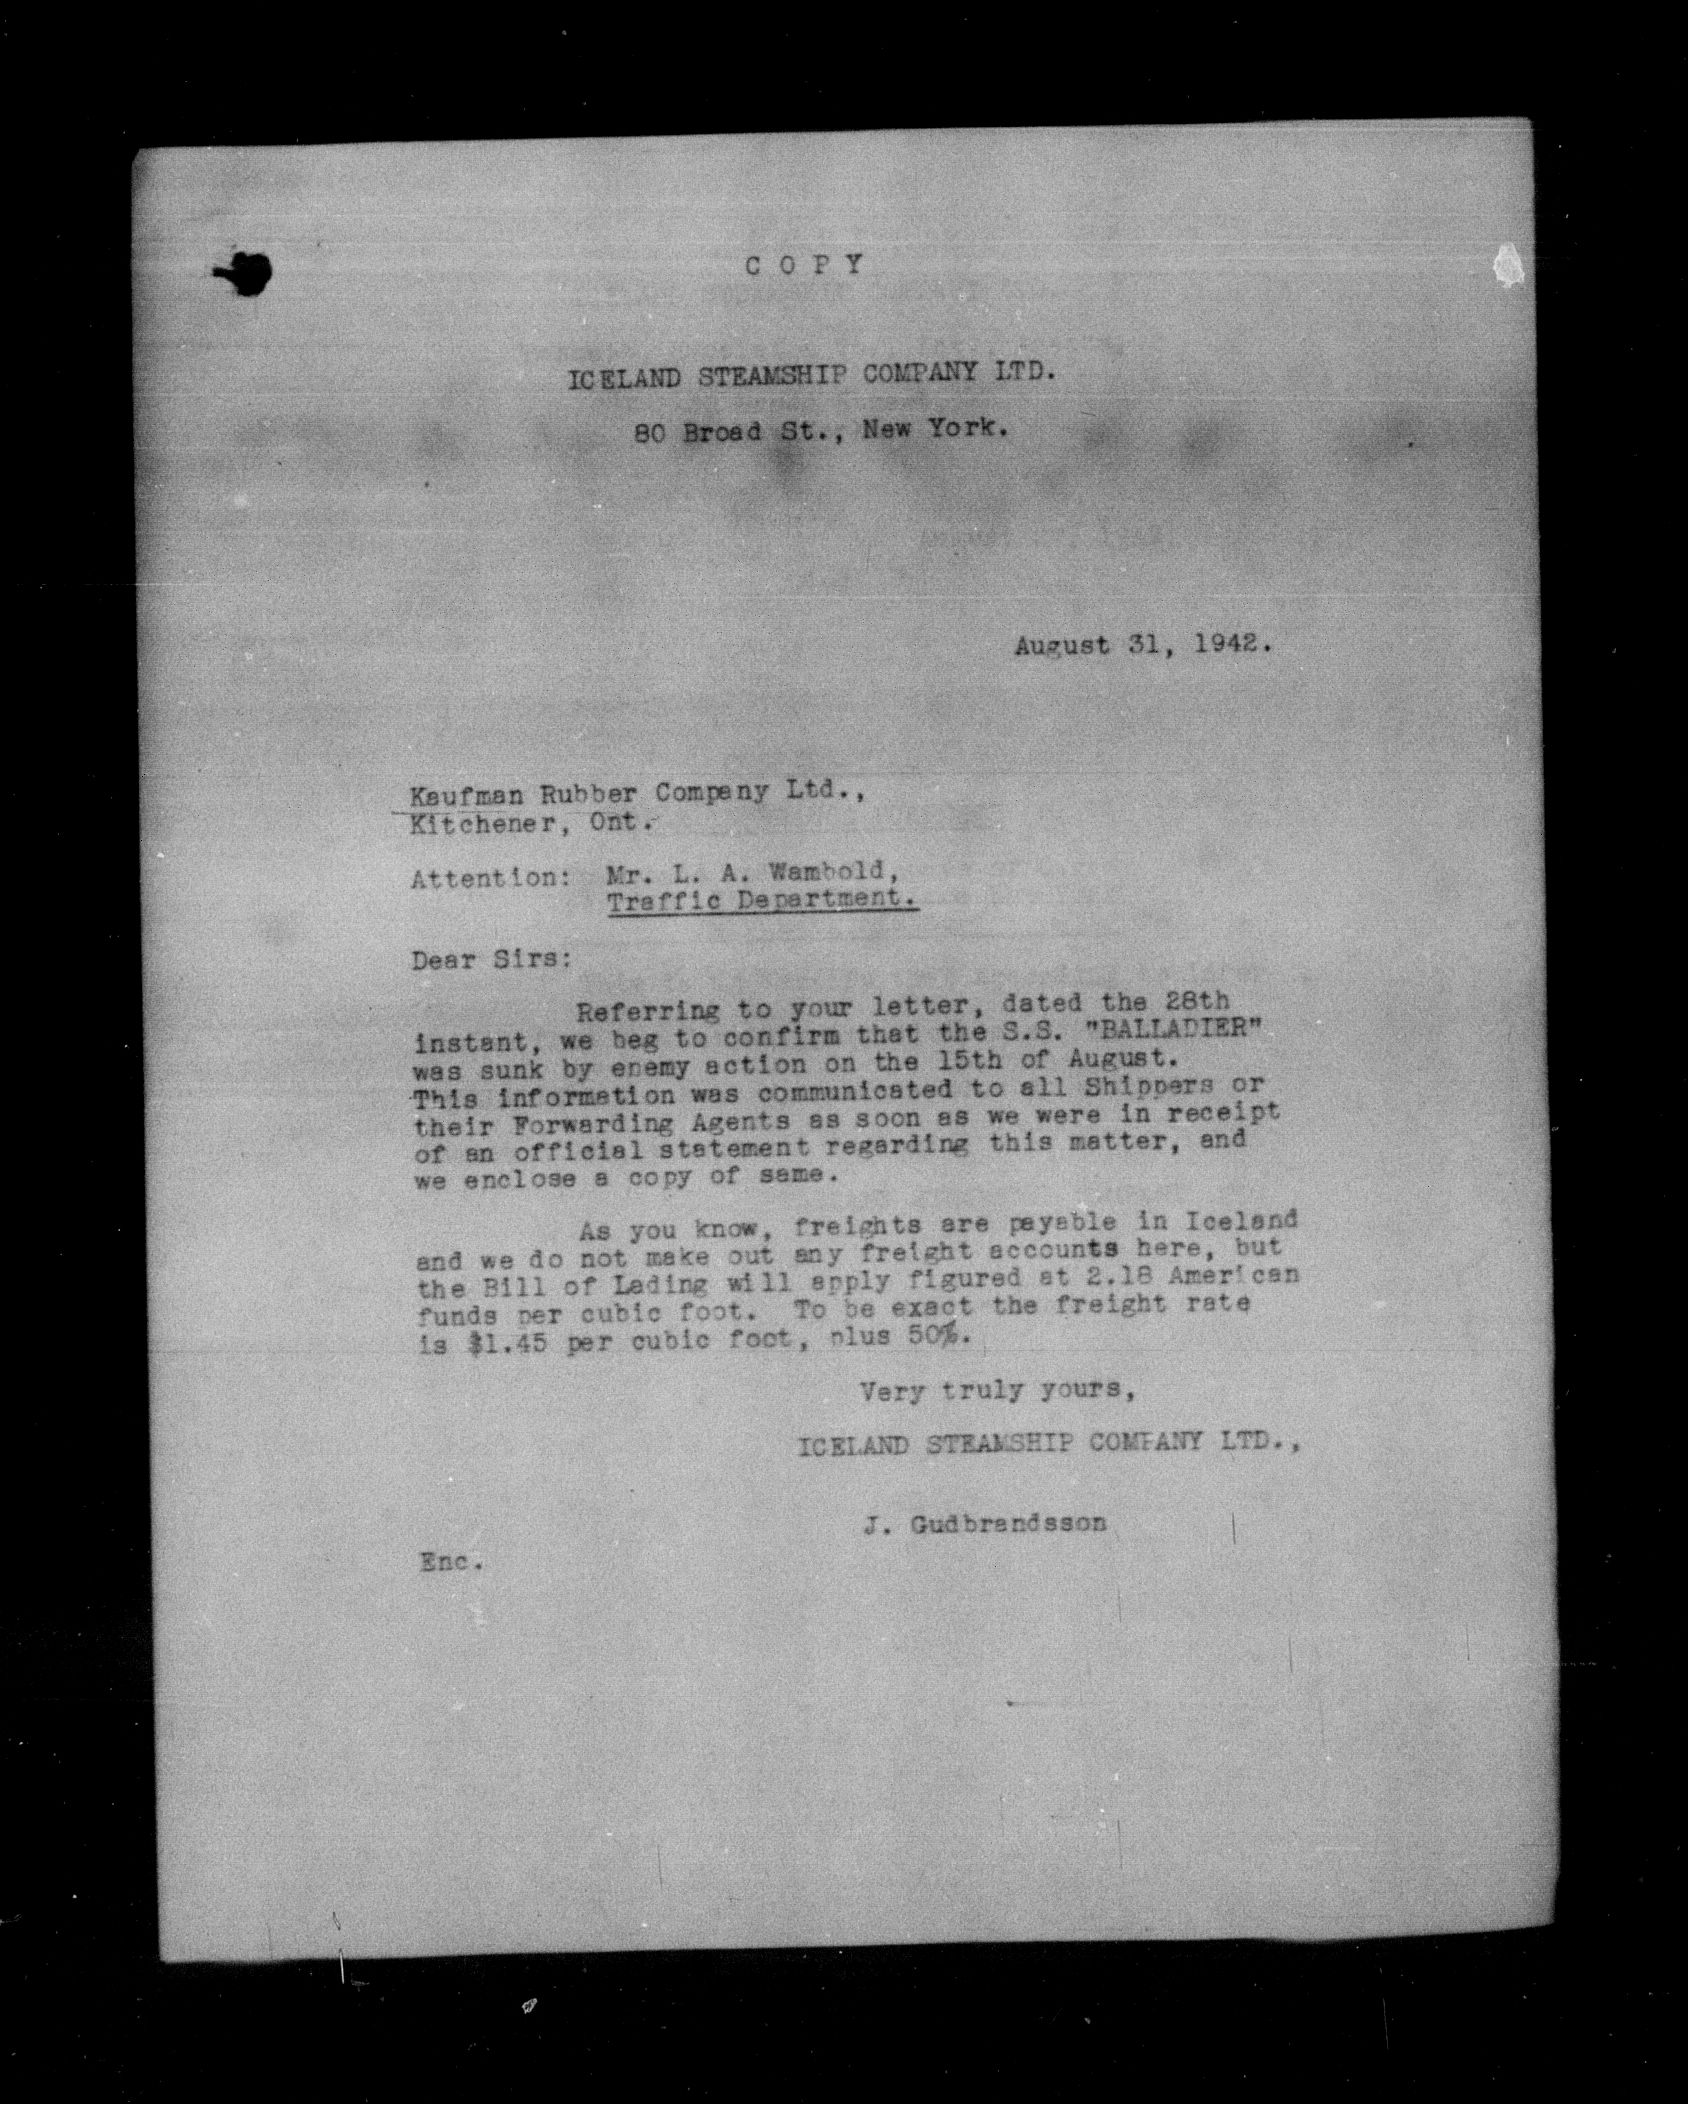 COPY
ICELAND STEAMSHIP COMPANY LTD.
80 Broad St., New York.
August 31, 1942.
Kaufman Rubber Company Ltd.,
Kitchener, Ont.
Attention: Mr. L. A. Wambold,
Traffic Department.
Dear Sirs:
Referring to your letter, dated the 28th
instant, we beg to confirm that the S.S. "BALLADIER"
was sunk by enemy action on the 15th of August.
This information was communicated to all Shippers or
their Forwarding Agents as soon as we were in receipt
of an official statement regarding this matter, and
we enclose a copy of same.
As you know, freights are payable in Iceland
and we do not make out any freight accounts here, but
the Bill of Lading will apply figured at 2.18 American
funds per cubic foot. To be exact the freight rate
is $1.45 per cubic foot, plus 50%.
Very truly yours,
ICELAND STEAMSHIP COMPANY LTD.,
J. Gudbrandsson
Enc.